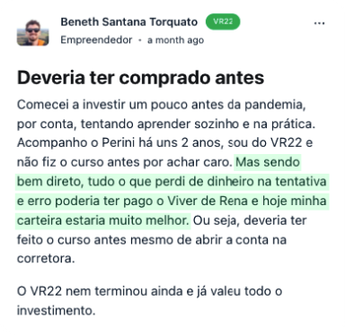 Beneth Santana Torquato VR22 ...
Empreendedor · a month ago
Deveria ter comprado antes
Comecei a investir um pouco antes da pandemia,
por conta, tentando aprender sozinho e na prática.
Acompanho o Perini há uns 2 anos, sou do VR22 e
não fiz o curso antes por achar caro. Mas sendo
bem direto, tudo o que perdi de dinheiro na tentativa
e erro poderia ter pago o Viver de Rena e hoje minha
carteira estaria muito melhor. Ou seja, deveria ter
feito o curso antes mesmo de abrir a conta na
corretora.
O VR22 nem terminou ainda e já valeu todo o
investimento.